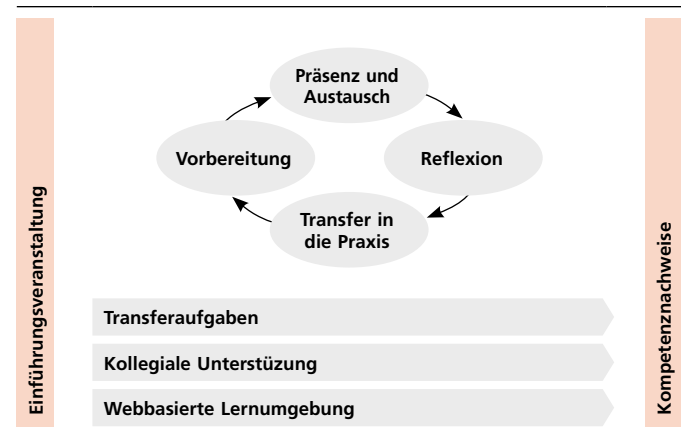 Einführungsveranstaltung
Präsenz und
Austausch
Vorbereitung
Reflexion
Transfer in
die Praxis
Transferaufgaben
Kollegiale Unterstüzung
Webbasierte Lernumgebung
Kompetenznachweise